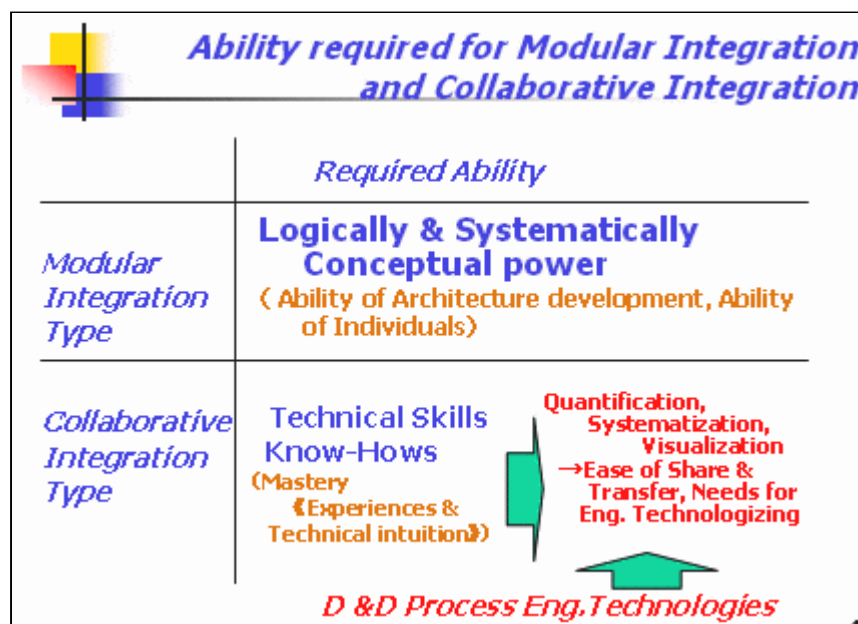 Ability required for Modular Integration
and Collaborative Integration
Required Ability
Modular
Integration
Type
Logically & Systematically
Conceptual power
( Ability of Architecture development, Ability
of Individuals)
Collaborative
Integration
Type
Technical Skills
Know-Hows
(Mastery
《Experiences &
Technical intuition》)
Quantification,
Systematization,
Visualization
→Ease of Share &
Transfer, Needs for
Eng. Technologizing
D &D Process Eng.Technologies